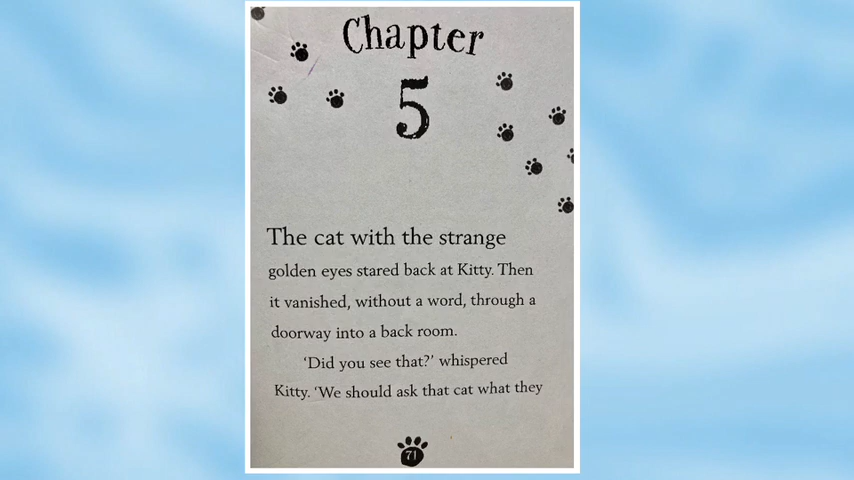 Chapter
5
The cat with the strange
golden eyes stared back at Kitty. Then
it vanished, without a word, through a
doorway into a back room.
‘Did you see that?’ whispered
Kitty. ‘We should ask that cat what they
71